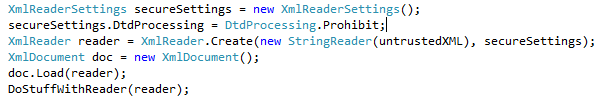 XmlReaderSettings secureSettings = new XmlReaderSettings();
secureSettings.DtdProcessing = DtdProcessing.Prohibit;
XmlReader reader = XmlReader.Create(new StringReader(untrustedXML), secureSettings);
XmlDocument doc = new XmlDocument();
doc.Load(reader);
DoStuffWithReader(reader);